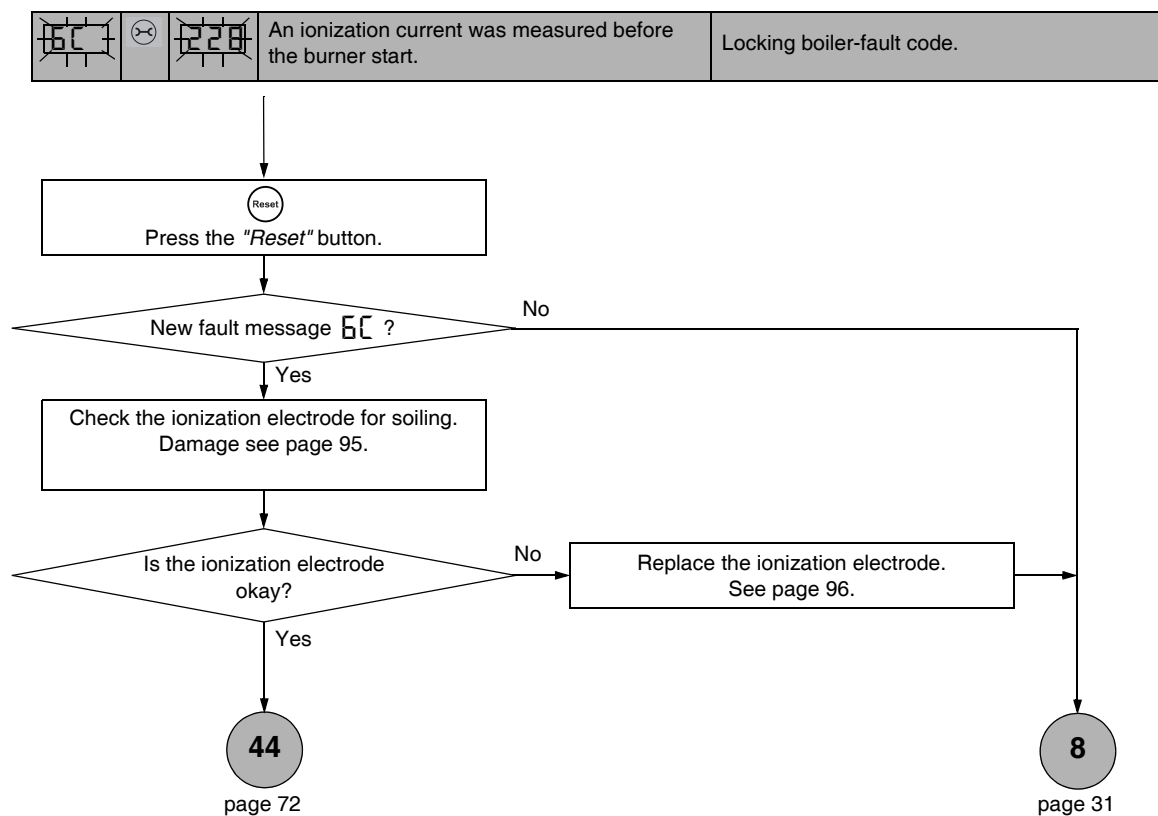 6C 228 An ionization current was measured before
the burner start.
Locking boiler-fault code.
Reset
Press the "Reset" button.
New fault message 6C ?
No
Yes
Check the ionization electrode for soiling.
Damage see page 95.
Is the ionization electrode
okay?
No
Replace the ionization electrode.
See page 96.
Yes
44
page 72
8
page 31